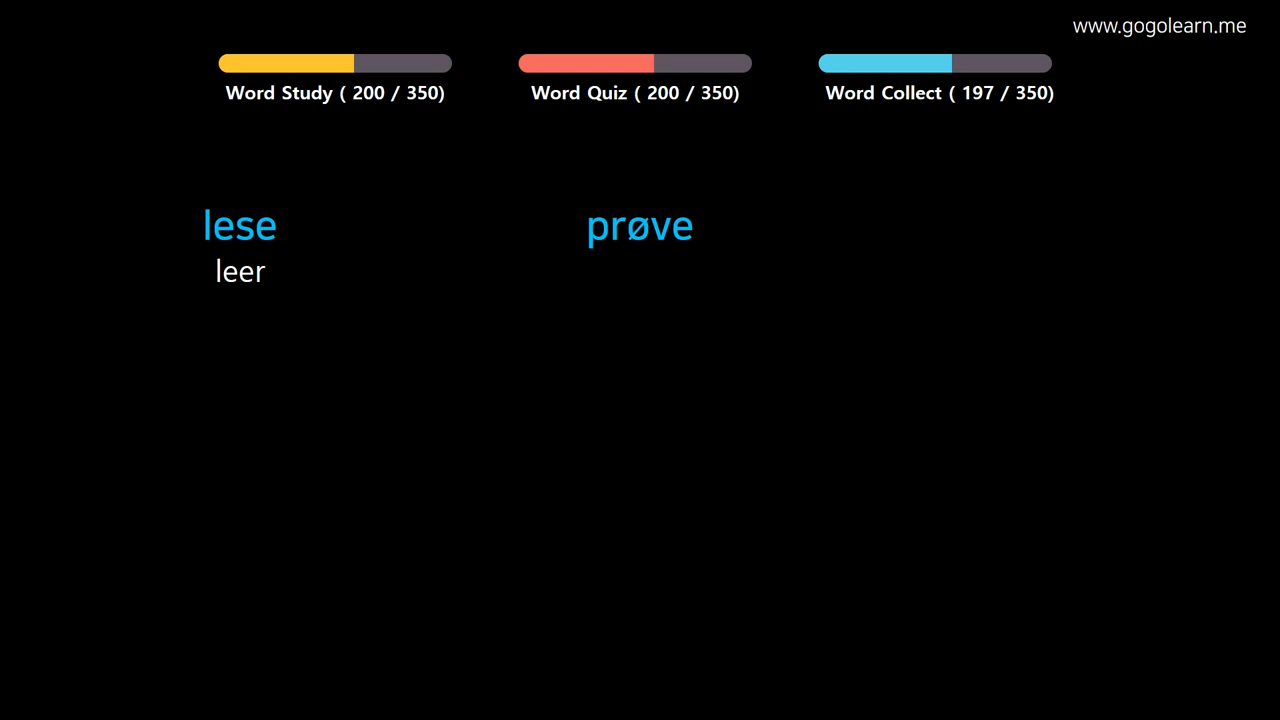 www.gogolearn.me
Word Study ( 200 / 350)
Word Quiz ( 200 / 350)
Word Collect ( 197 / 350)
lese
prøve
leer